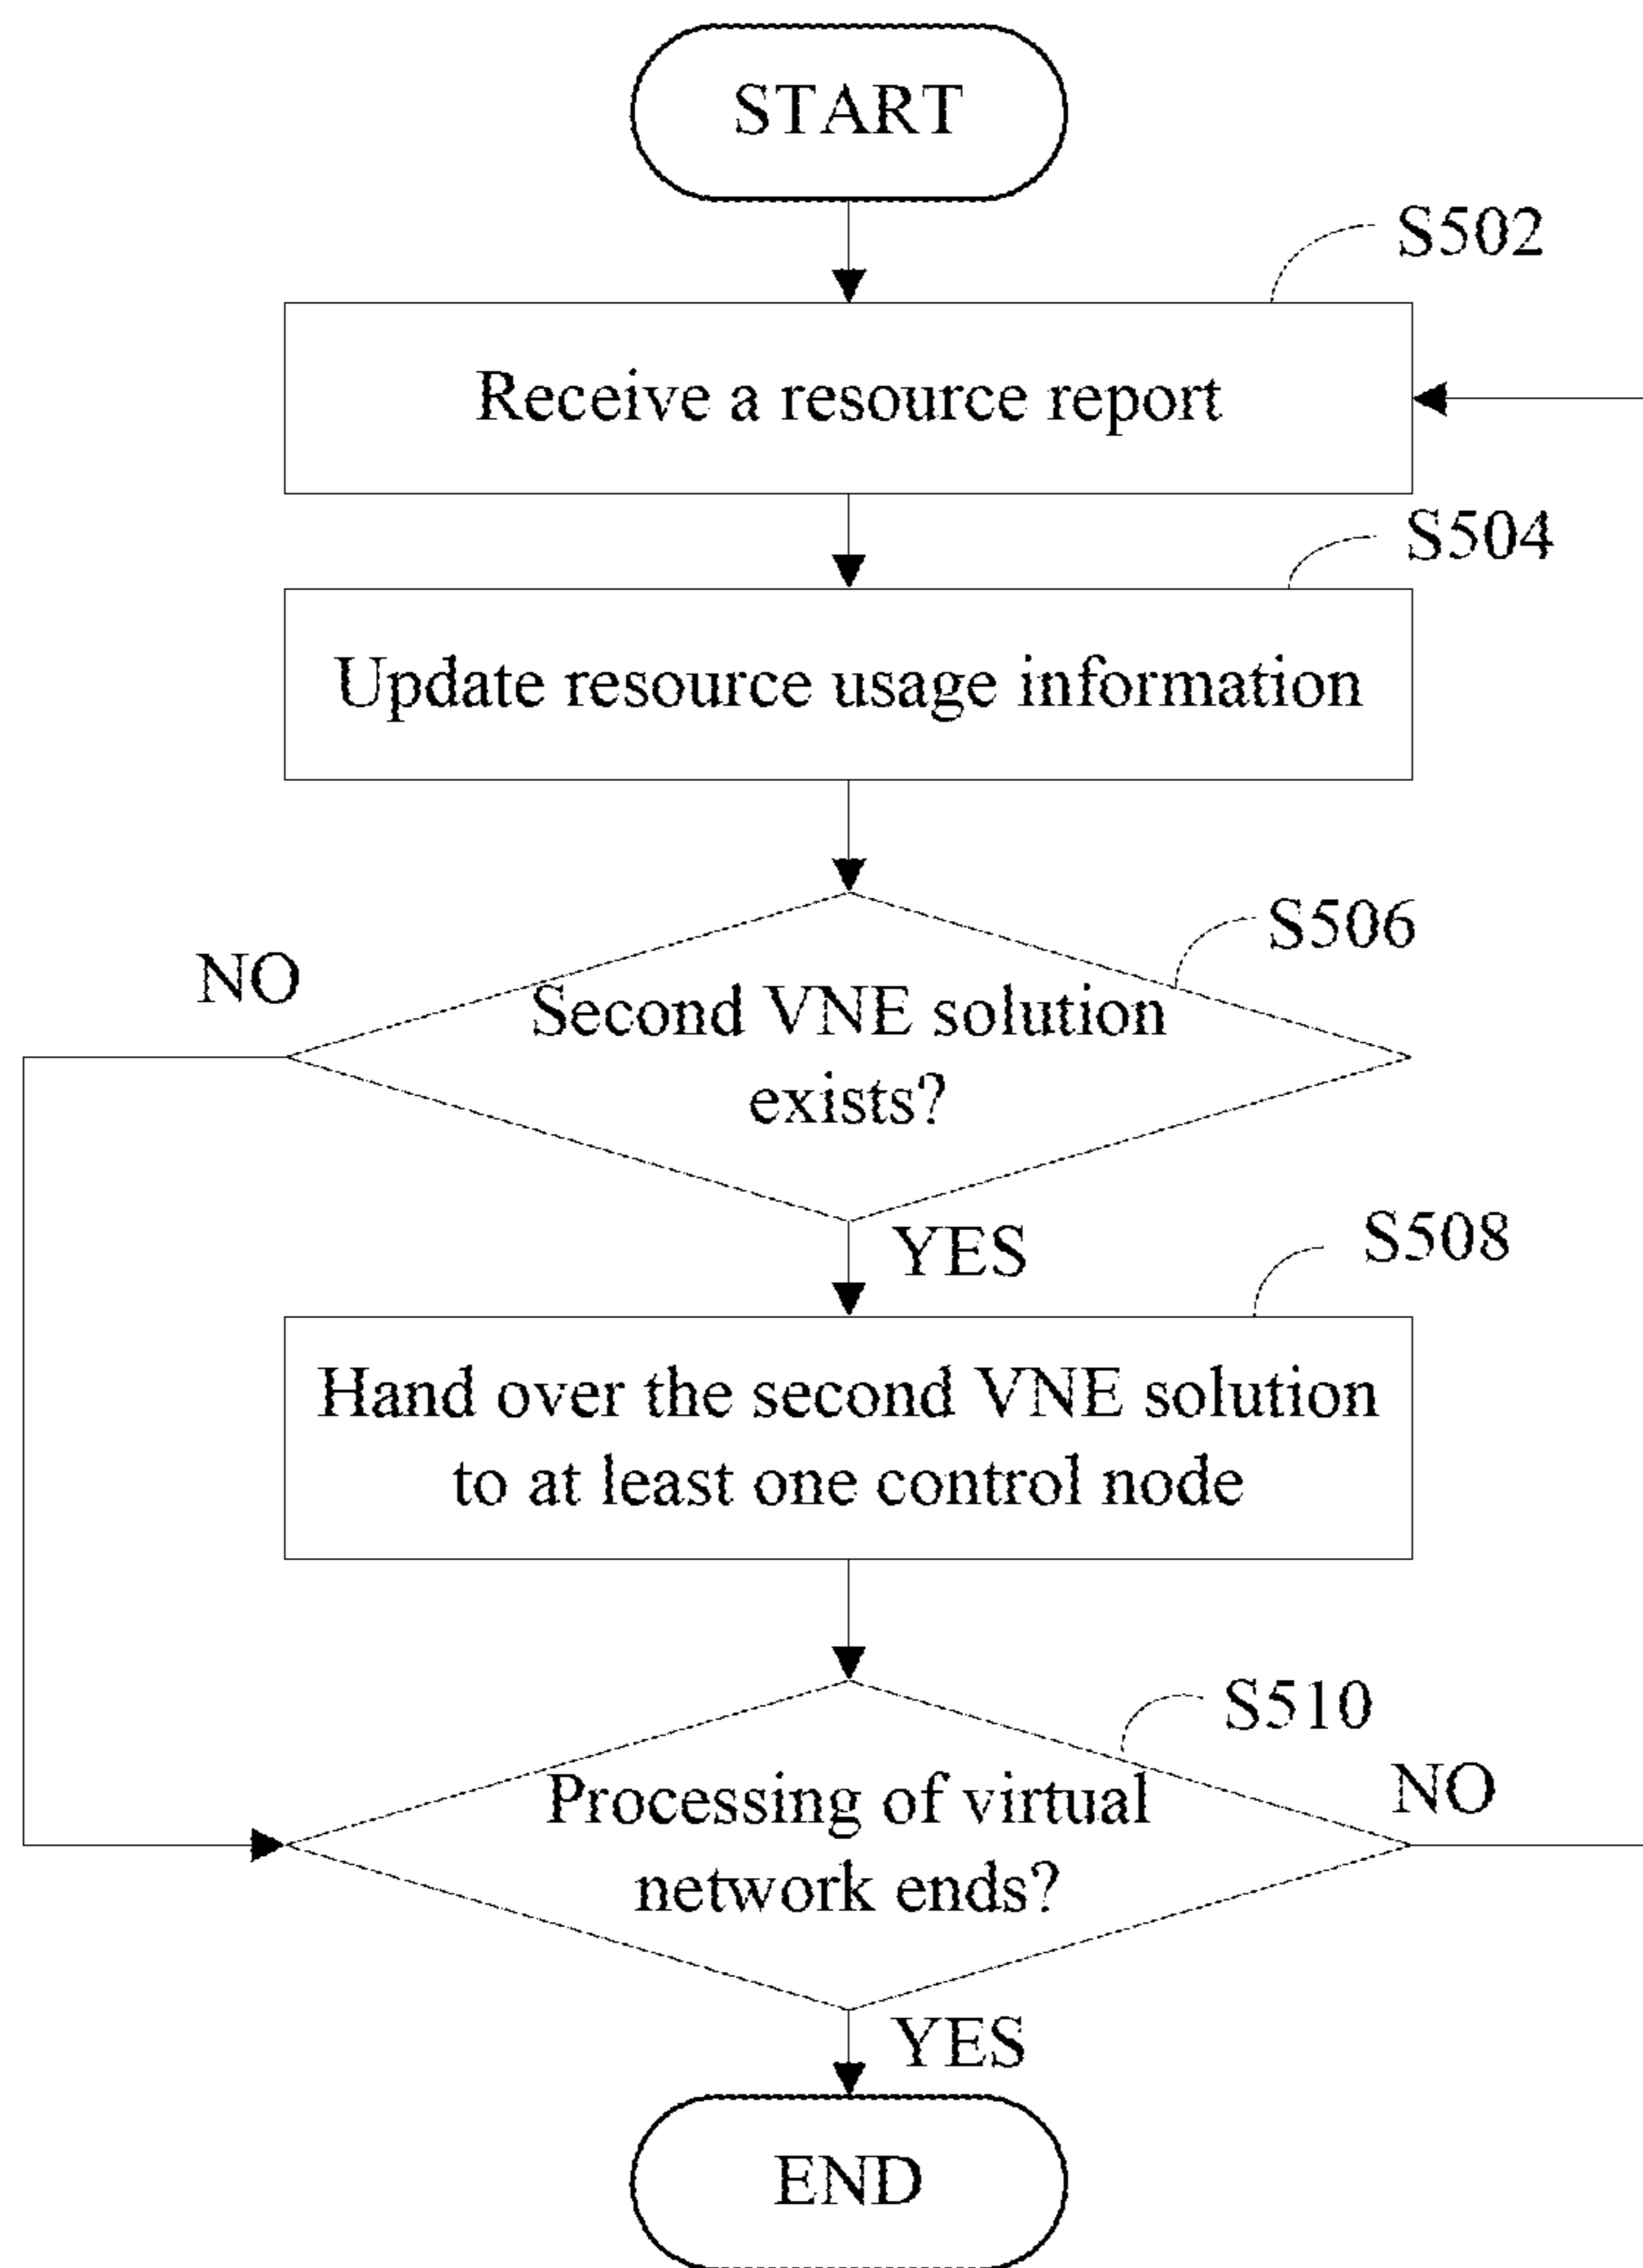 START
S502
Receive a resource report
S504
Update resource usage information
S506
NO
Second VNE solution
exists?
YES
S508
Hand over the second VNE solution
to at least one control node
S510
NO
Processing of virtual
network ends?
YES
END